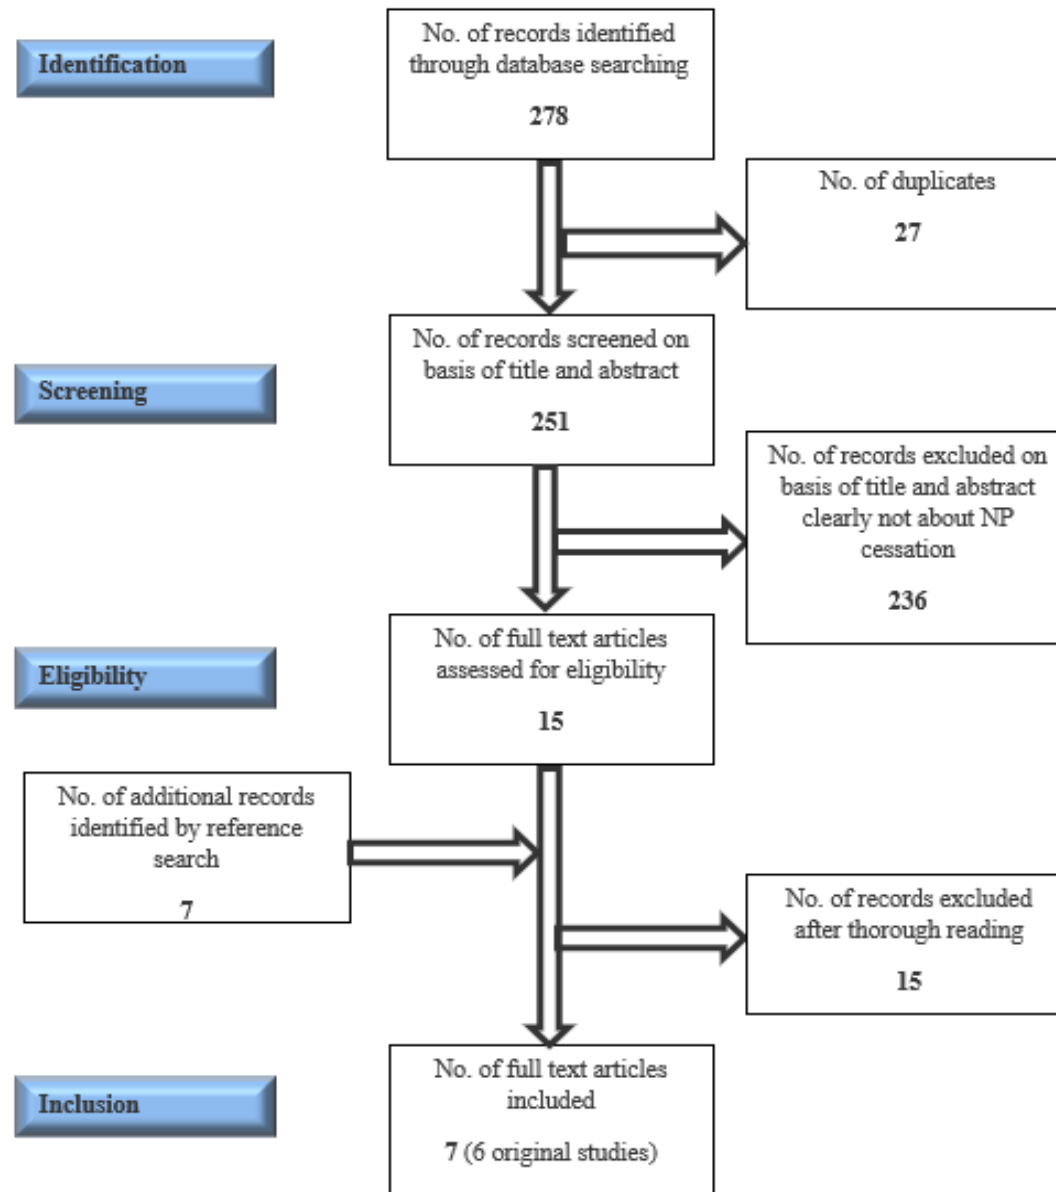 Identification
No. of records identified
through database searching
278
No. of duplicates
27
Screening
No. of records screened on
basis of title and abstract
251
No. of records excluded on
basis of title and abstract
clearly not about NP
cessation
236
Eligibility
No. of full text articles
assessed for eligibility
15
No. of additional records
identified by reference
search
7
No. of records excluded
after thorough reading
15
Inclusion
No. of full text articles
included
7 (6 original studies)